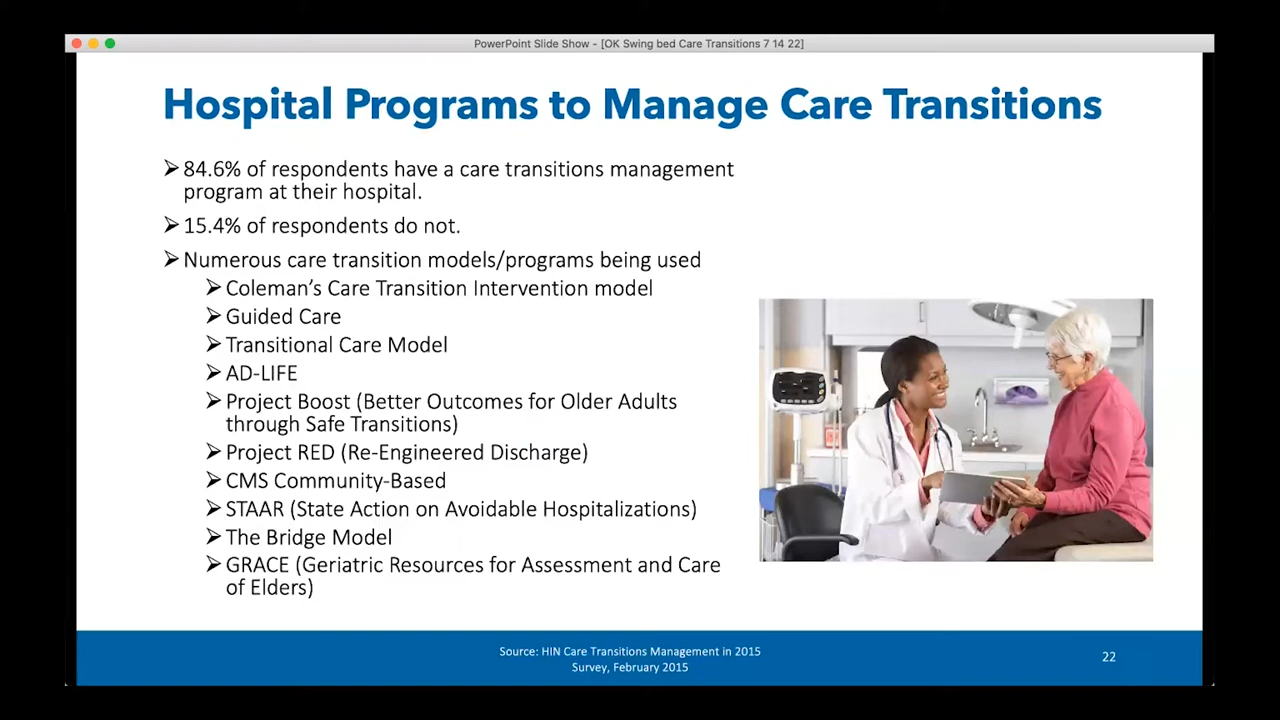 PowerPoint Slide Show - [OK Swing bed Care Transitions 7 14 22]
Hospital Programs to Manage Care Transitions
➢84.6% of respondents have a care transitions management
program at their hospital.
➢15.4% of respondents do not.
➢Numerous care transition models/programs being used
➢Coleman’s Care Transition Intervention model
➢Guided Care
➢Transitional Care Model
➢AD-LIFE
➢Project Boost (Better Outcomes for Older Adults
through Safe Transitions)
➢Project RED (Re-Engineered Discharge)
➢CMS Community-Based
➢STAAR (State Action on Avoidable Hospitalizations)
➢The Bridge Model
➢GRACE (Geriatric Resources for Assessment and Care
of Elders)
Source: HIN Care Transitions Management in 2015
Survey, February 2015
22